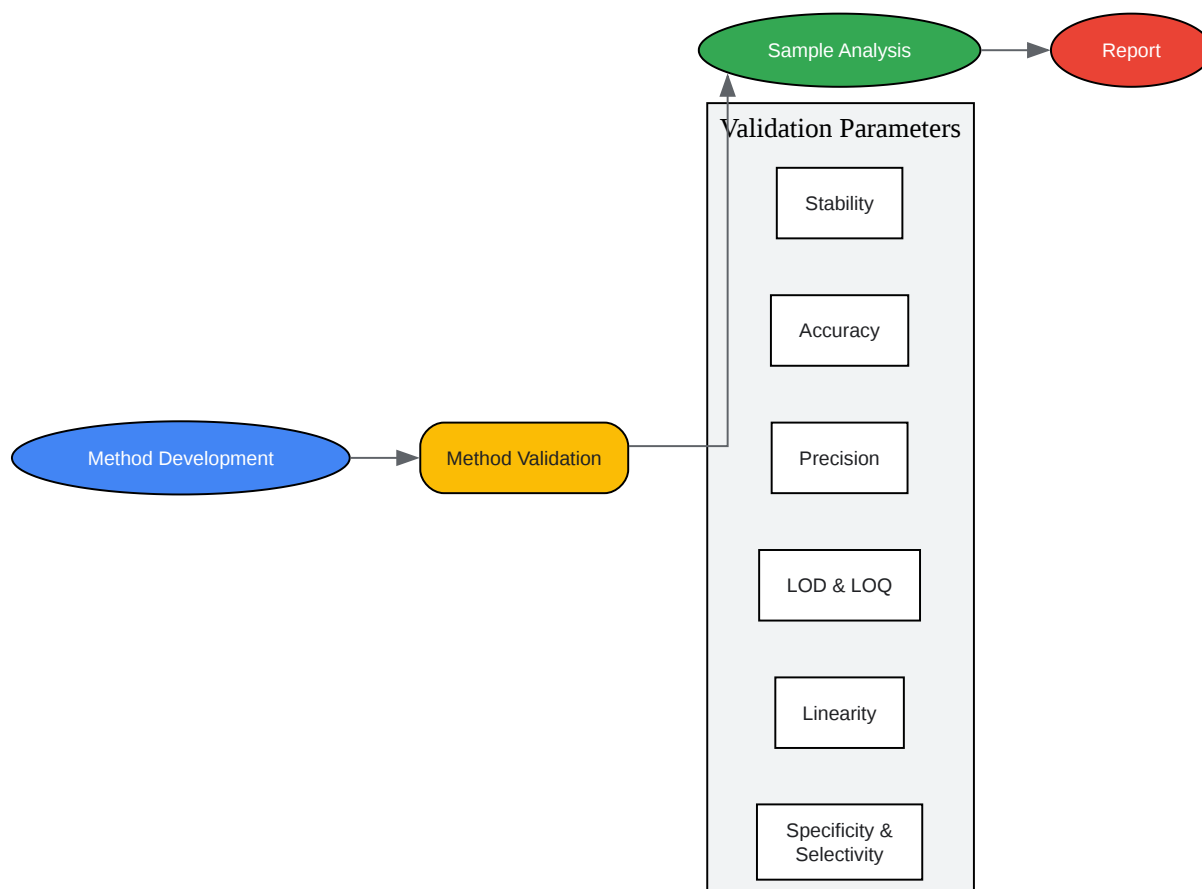 Sample Analysis
Report
Validation Parameters
Stability
Accuracy
Method Development
Method Validation
Precision
LOD & LOQ
Linearity
Specificity &
Selectivity